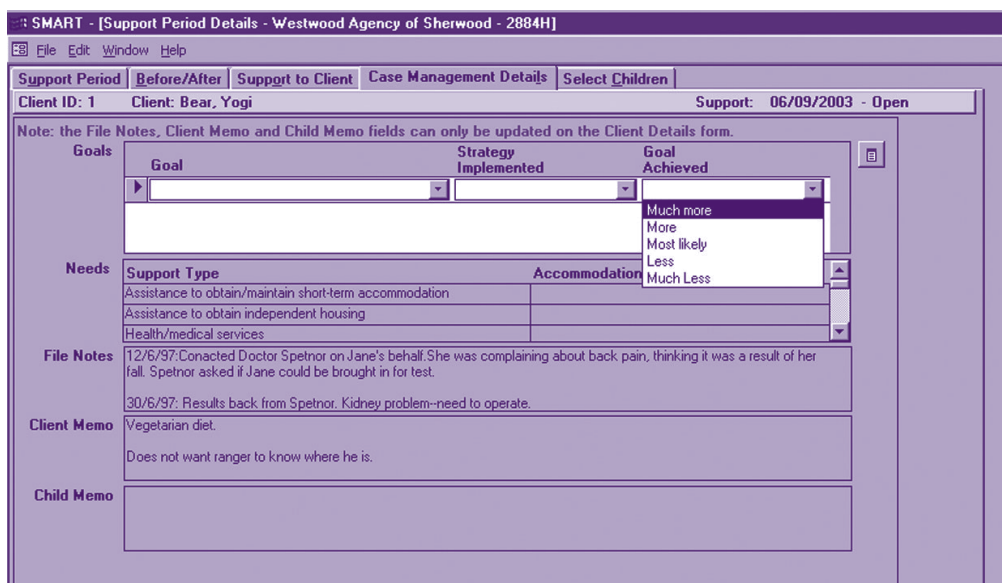 SMART - [Support Period Details - Westwood Agency of Sherwood - 2884H]
File Edit Window Help
Support Period Before/After Support to Client Case Management Details Select Children
Client ID: 1 Client: Bear, Yogi Support: 06/09/2003 - Open
Note: the File Notes, Client Memo and Child Memo fields can only be updated on the Client Details form.
Goals
Goal Strategy Implemented Goal Achieved
Much more
More
Most likely
Less
Much Less
Needs
Support Type Accommodation
Assistance to obtain/maintain short-term accommodation
Assistance to obtain independent housing
Health/medical services
File Notes
12/6/97:Conacted Doctor Spetnor on Jane's behalf.She was complaining about back pain, thinking it was a result of her
fall. Spetnor asked if Jane could be brought in for test.
30/6/97: Results back from Spetnor. Kidney problem--need to operate.
Client Memo
Vegetarian diet.
Does not want ranger to know where he is.
Child Memo